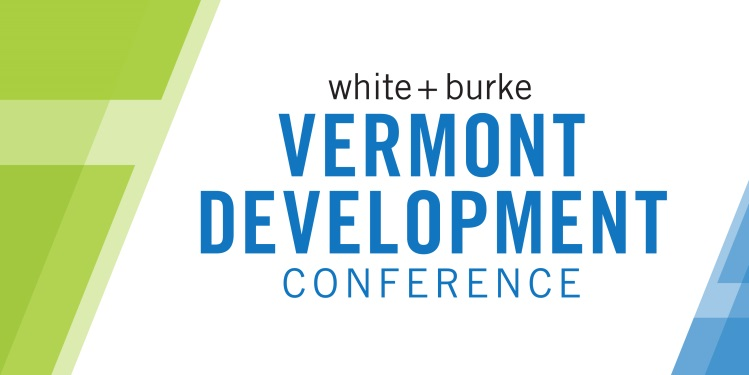 white + burke
VERMONT
DEVELOPMENT
CONFERENCE